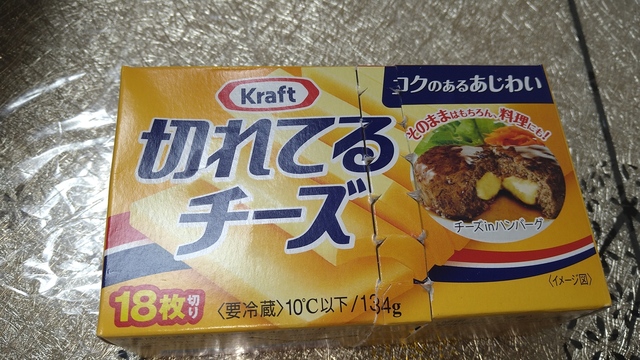 Kraft
コクのあるあじわい
切れてる
チーズ
そのままはもちろん、料理にも!
チーズinハンバーグ
18枚切り
〈要冷蔵〉10℃以下/134g
〈イメージ図〉